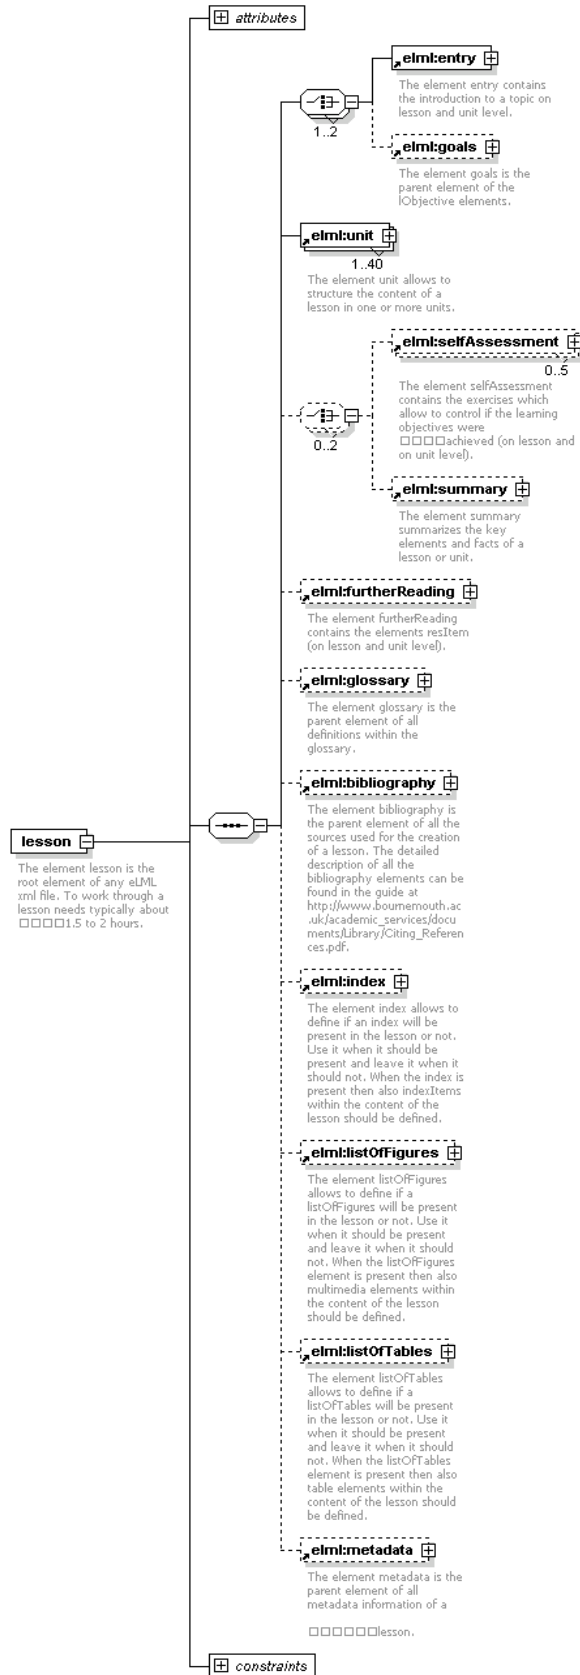 attributes
elml:entry
The element entry contains
the introduction to a topic on
lesson and unit level.
1..2
elml:goals
The element goals is the
parent element of the
lObjective elements.
elml:unit
1..40
The element unit allows to
structure the content of a
lesson in one or more units.
elml:selfAssessment
0..5
The element selfAssessment
contains the exercises which
allow to control if the learning
objectives were
□□□□achieved (on lesson and
on unit level).
0..2
elml:summary
The element summary
summarizes the key
elements and facts of a
lesson or unit.
elml:furtherReading
The element furtherReading
contains the elements resItem
(on lesson and unit level).
elml:glossary
The element glossary is the
parent element of all
definitions within the
glossary.
elml:bibliography
The element bibliography is
the parent element of all the
sources used for the creation
of a lesson. The detailed
description of all the
bibliography elements can be
found in the guide at
http://www.bournemouth.ac
.uk/academic_services/docu
ments/Library/Citing_Referen
ces.pdf.
lesson
The element lesson is the
root element of any eLML
xml file. To work through a
lesson needs typically about
□□□□1.5 to 2 hours.
elml:index
The element index allows to
define if an index will be
present in the lesson or not.
Use it when it should be
present and leave it when it
should not. When the index is
present then also indexItems
within the content of the
lesson should be defined.
elml:listOfFigures
The element listOfFigures
allows to define if a
listOfFigures will be present
in the lesson or not. Use it
when it should be present
and leave it when it should
not. When the listOfFigures
element is present then also
multimedia elements within
the content of the lesson
should be defined.
elml:listOfTables
The element listOfTables
allows to define if a
listOfTables will be present
in the lesson or not. Use it
when it should be present
and leave it when it should
not. When the listOfTables
element is present then also
table elements within the
content of the lesson should
be defined.
elml:metadata
The element metadata is the
parent element of all
metadata information of a
□□□□□□lesson.
constraints